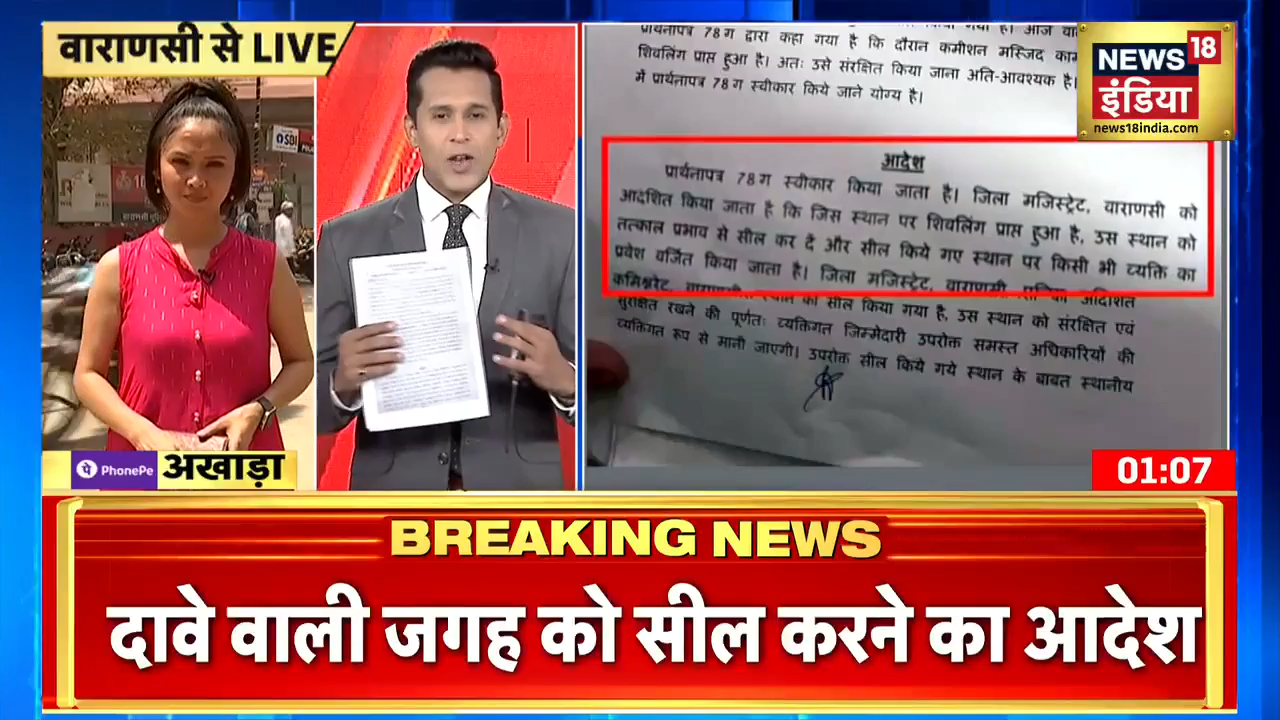 वाराणसी से LIVE
SBI
PhonePe अखाड़ा
प्रार्थनापत्र 78 ग द्वारा कहा गया है कि दौरान कमीशन मस्जिद
शिवलिंग प्राप्त हुआ है। अतः उसे संरक्षित किया जाना अति-आवश्यक है।
में प्रार्थनापत्र 78 ग स्वीकार किये जाने योग्य है।
आदेश
प्रार्थनापत्र 78 ग स्वीकार किया जाता है। जिला मजिस्ट्रेट, वाराणसी को
आदेशित किया जाता है कि जिस स्थान पर शिवलिंग प्राप्त हुआ है, उस स्थान को
तत्काल प्रभाव से सील कर दें और सील किये गए स्थान पर किसी भी व्यक्ति का
प्रवेश वर्जित किया जाता है। जिला मजिस्ट्रेट, वाराणसी,
स्थान को सील किया गया है, उस स्थान को संरक्षित एवं
सुरक्षित रखने की पूर्णतः व्यक्तिगत जिम्मेदारी उपरोक्त समस्त अधिकारियों की
व्यक्तिगत रूप से मानी जाएगी। उपरोक्त सील किये गये स्थान के बाबत स्थानीय
NEWS 18
इंडिया
news18india.com
01:07
BREAKING NEWS
दावे वाली जगह को सील करने का आदेश